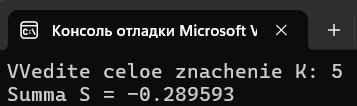 Консоль отладки Microsoft V
VVedite celoe znachenie K: 5
Summa S = -0.289593